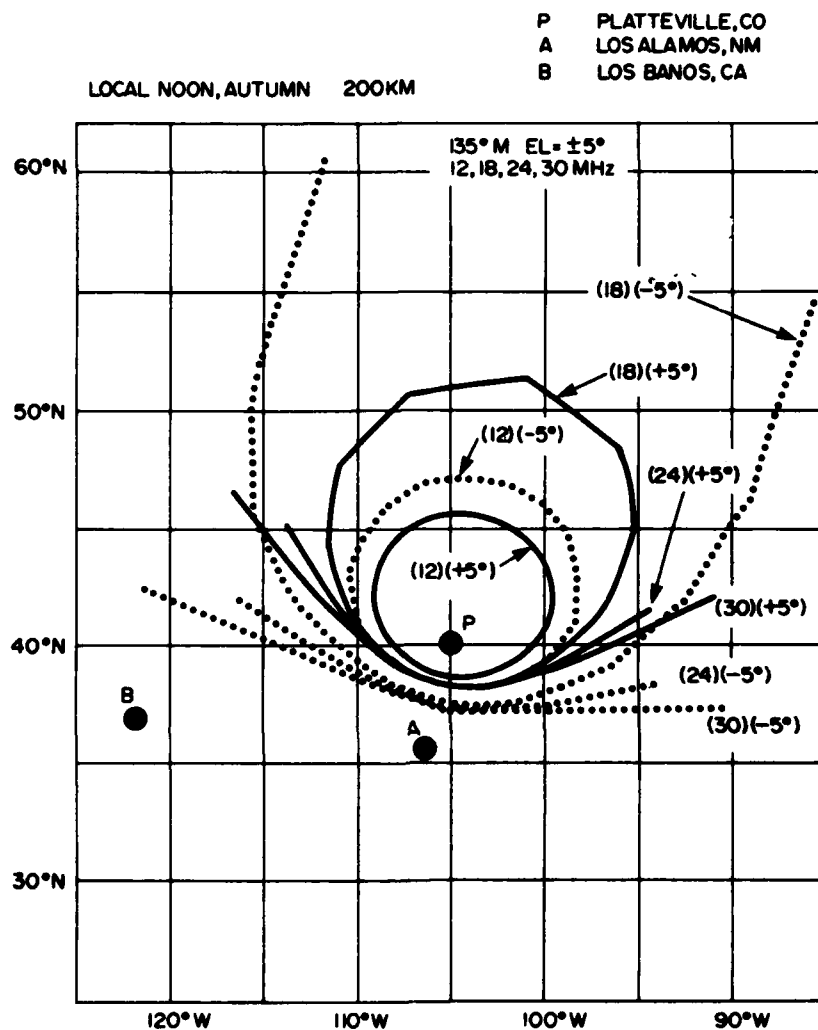 P PLATTEVILLE, CO
A LOS ALAMOS, NM
B LOS BANOS, CA
LOCAL NOON, AUTUMN 200KM
135° M EL = ±5°
12, 18, 24, 30 MHz
60°N
(18)(-5°)
(18)(+5°)
50°N
(12)(-5°)
(24)(+5°)
(12)(+5°)
(30)(+5°)
P
40°N
(24)(-5°)
B
(30)(-5°)
A
30°N
120°W 110°W 100°W 90°W